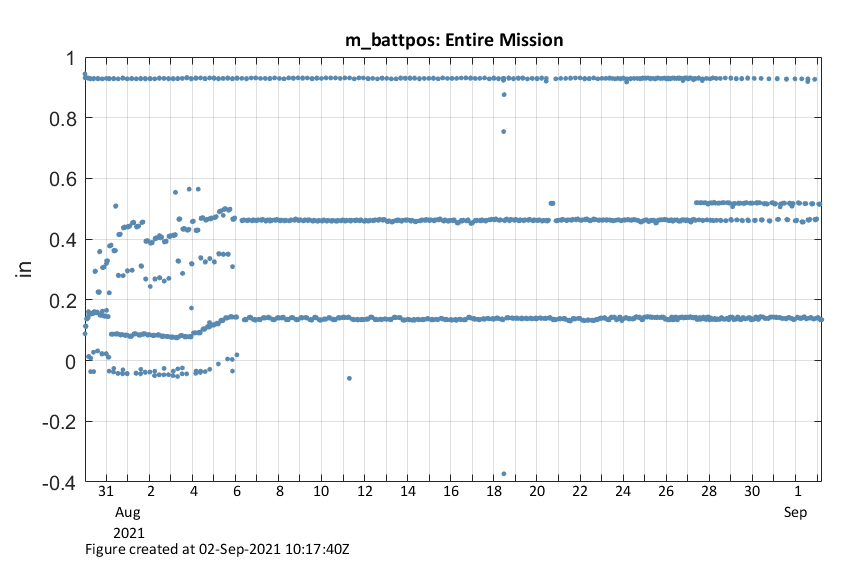 m_battpos: Entire Mission
1
0.8
0.6
0.4
0.2
0
-0.2
-0.4
in
31 2 4 6 8 10 12 14 16 18 20 22 24 26 28 30 1
Aug Sep
2021
Figure created at 02-Sep-2021 10:17:40Z